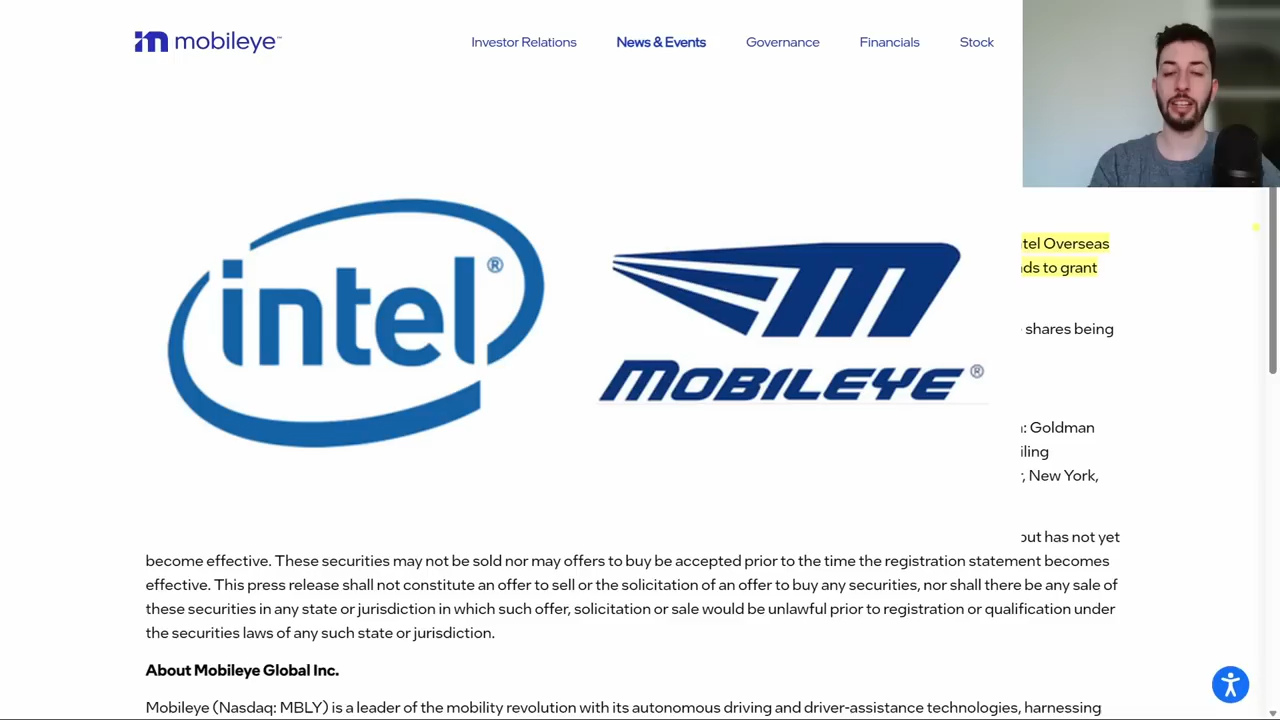 mobileye™
Investor Relations
News & Events
Governance
Financials
Stock
tel Overseas
ds to grant
shares being
intel®
MOBILEYE®
: Goldman
iling
, New York,
but has not yet
become effective. These securities may not be sold nor may offers to buy be accepted prior to the time the registration statement becomes
effective. This press release shall not constitute an offer to sell or the solicitation of an offer to buy any securities, nor shall there be any sale of
these securities in any state or jurisdiction in which such offer, solicitation or sale would be unlawful prior to registration or qualification under
the securities laws of any such state or jurisdiction.
About Mobileye Global Inc.
Mobileye (Nasdaq: MBLY) is a leader of the mobility revolution with its autonomous driving and driver-assistance technologies, harnessing